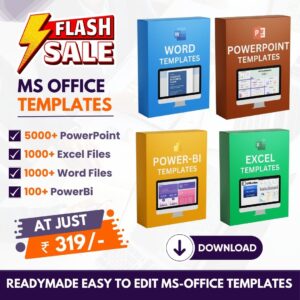 FLASH
SALE
MS OFFICE
TEMPLATES
5000+ PowerPoint
1000+ Excel Files
1000+ Word Files
100+ PowerBi
AT JUST
₹ 319/-
WORD
TEMPLATES
POWERPOINT
TEMPLATES
POWER-BI
TEMPLATES
EXCEL
TEMPLATES
DOWNLOAD
READYMADE EASY TO EDIT MS-OFFICE TEMPLATES